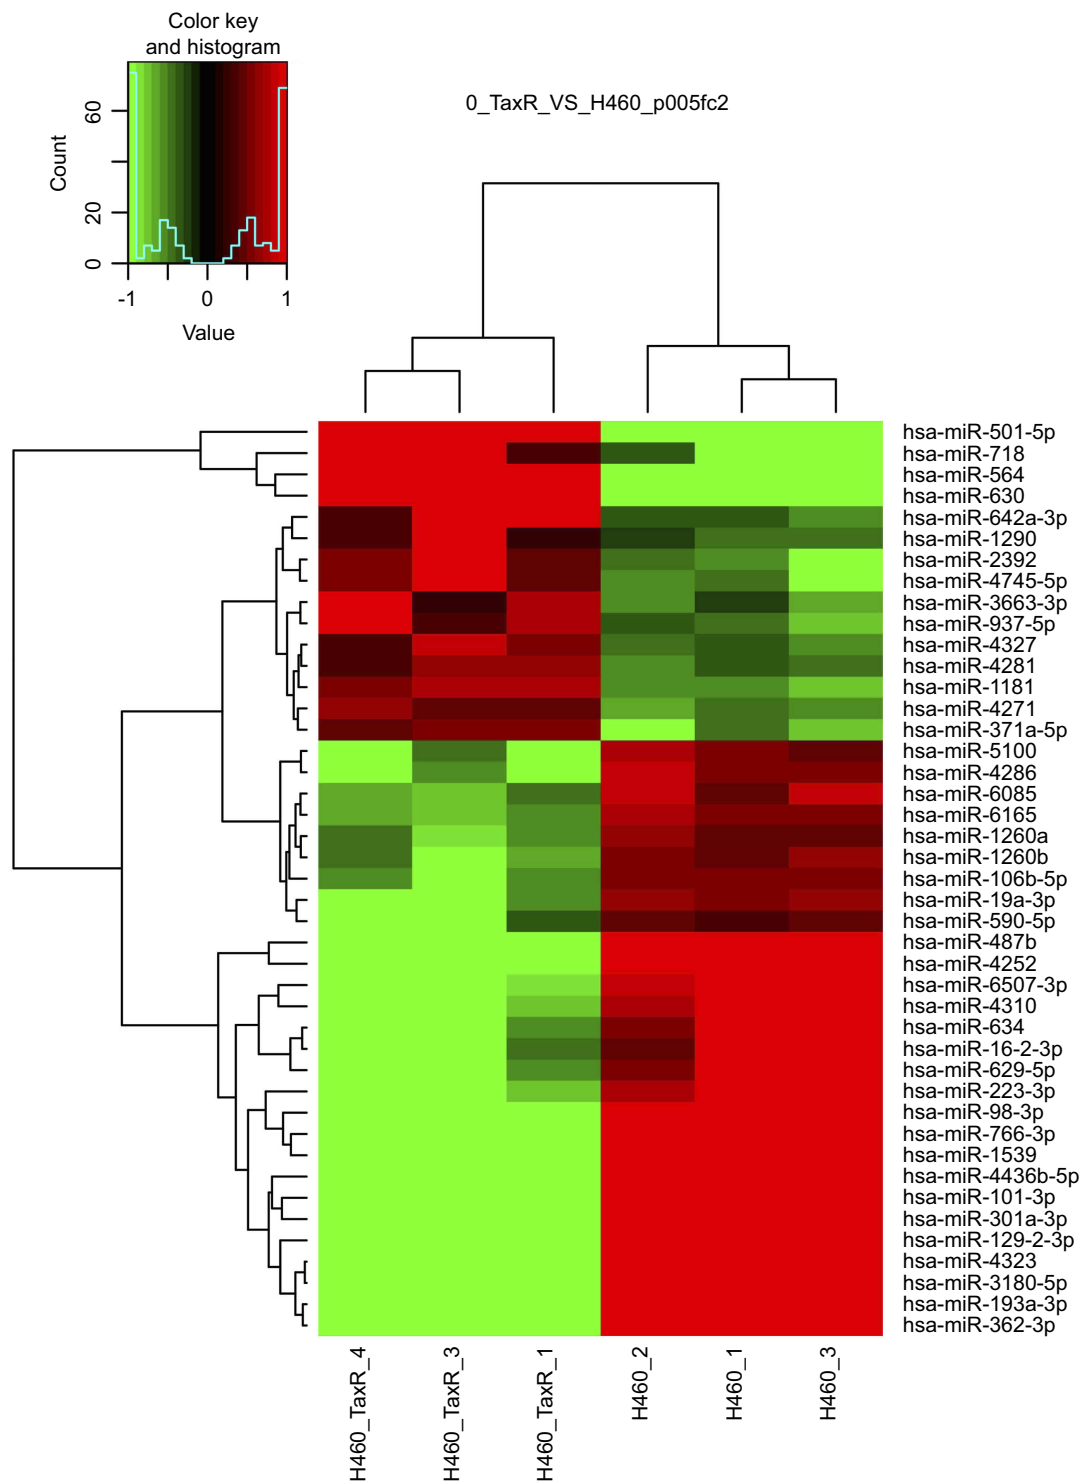 Color key
and histogram
Count
0
20
60
-1
0
1
Value
0_TaxR_VS_H460_p005fc2
hsa-miR-501-5p
hsa-miR-718
hsa-miR-564
hsa-miR-630
hsa-miR-642a-3p
hsa-miR-1290
hsa-miR-2392
hsa-miR-4745-5p
hsa-miR-3663-3p
hsa-miR-937-5p
hsa-miR-4327
hsa-miR-4281
hsa-miR-1181
hsa-miR-4271
hsa-miR-371a-5p
hsa-miR-5100
hsa-miR-4286
hsa-miR-6085
hsa-miR-6165
hsa-miR-1260a
hsa-miR-1260b
hsa-miR-106b-5p
hsa-miR-19a-3p
hsa-miR-590-5p
hsa-miR-487b
hsa-miR-4252
hsa-miR-6507-3p
hsa-miR-4310
hsa-miR-634
hsa-miR-16-2-3p
hsa-miR-629-5p
hsa-miR-223-3p
hsa-miR-98-3p
hsa-miR-766-3p
hsa-miR-1539
hsa-miR-4436b-5p
hsa-miR-101-3p
hsa-miR-301a-3p
hsa-miR-129-2-3p
hsa-miR-4323
hsa-miR-3180-5p
hsa-miR-193a-3p
hsa-miR-362-3p
H460_TaxR_4
H460_TaxR_3
H460_TaxR_1
H460_2
H460_1
H460_3